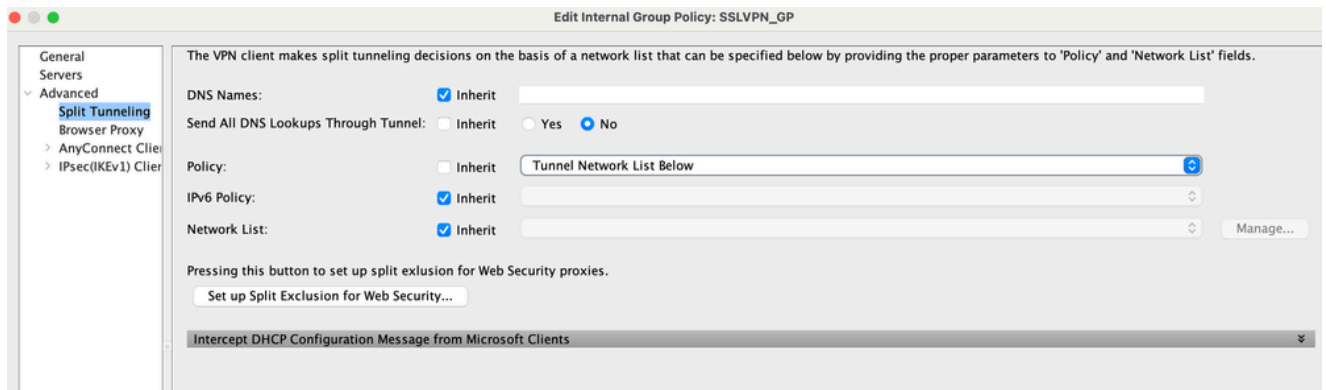 Edit Internal Group Policy: SSLVPN_GP
General
Servers
Advanced
Split Tunneling
Browser Proxy
AnyConnect Clie
IPsec(IKEv1) Clier
The VPN client makes split tunneling decisions on the basis of a network list that can be specified below by providing the proper parameters to 'Policy' and 'Network List' fields.
DNS Names: Inherit
Send All DNS Lookups Through Tunnel: Inherit Yes No
Policy: Inherit Tunnel Network List Below
IPv6 Policy: Inherit
Network List: Inherit Manage...
Pressing this button to set up split exlusion for Web Security proxies.
Set up Split Exclusion for Web Security...
Intercept DHCP Configuration Message from Microsoft Clients